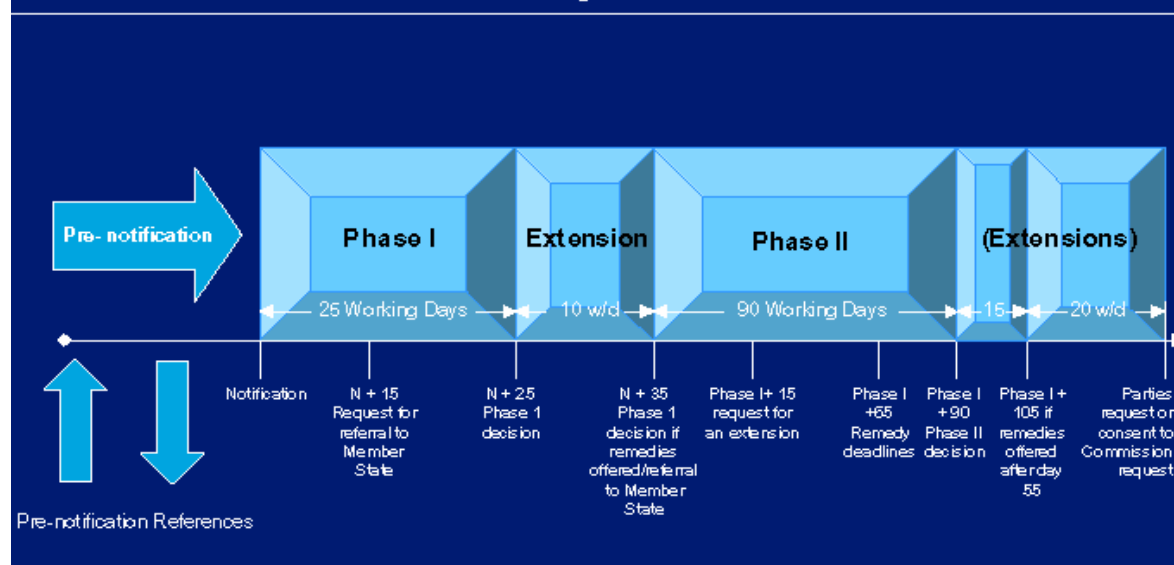 Pre- notification
Phase I
Extension
Phase II
(Extensions)
25 Working Days
10 w/d
90 Working Days
15
20 w/d
Notification
N + 15
Request for
referral to
Member
State
N + 25
Phase 1
decision
N + 35
Phase 1
decision if
remedies
offered/referral
to Member
State
Phase I+ 15
request for
an extension
Phase I
+65
Remedy
deadlines
Phase I
+90
Phase II
decision
Phase I +
105 if
remedies
offered
after day
55
Parties
request or
consent to
Commission
request
Pre-notification References